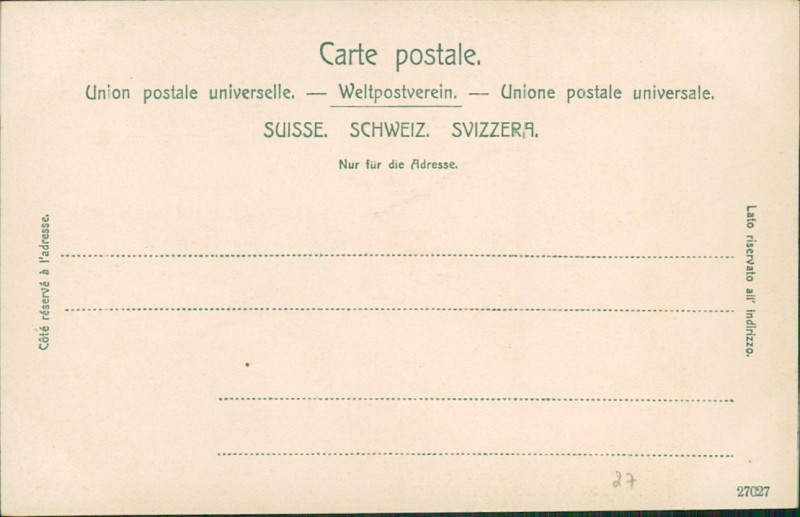 Carte postale.
Union postale universelle. — Weltpostverein. — Unione postale universale.
SUISSE. SCHWEIZ. SVIZZERA.
Nur für die Adresse.
Côté réservé à l'adresse.
Lato riservato all' indirizzo.
27
27027